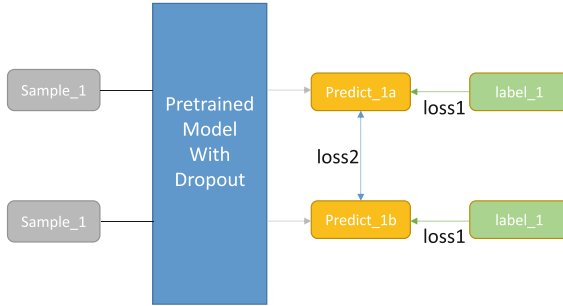 Sample_1
Pretrained
Model
With
Dropout
Predict_1a
loss1
label_1
loss2
Sample_1
Predict_1b
loss1
label_1